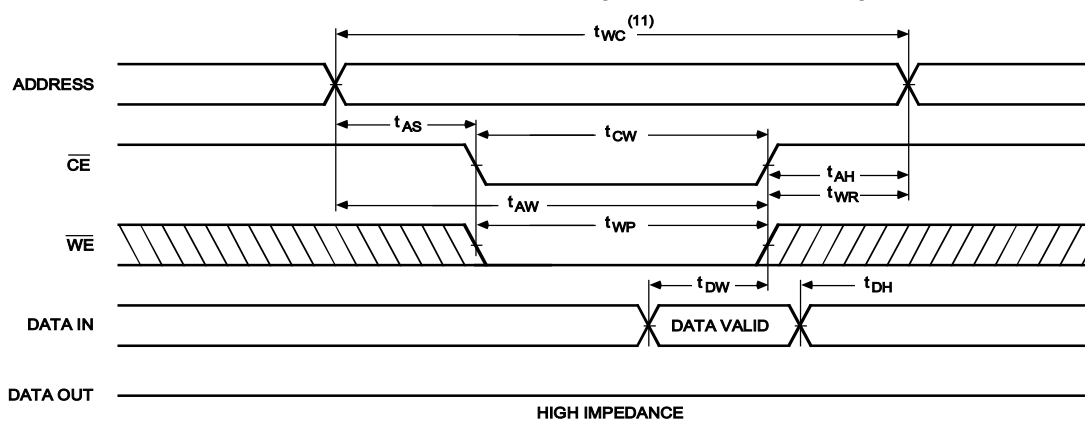 tWC(11)
ADDRESS
tAS
tCW
CE
tAH
tAW
tWR
tWP
WE
tDW
tDH
DATA IN
DATA VALID
DATA OUT
HIGH IMPEDANCE